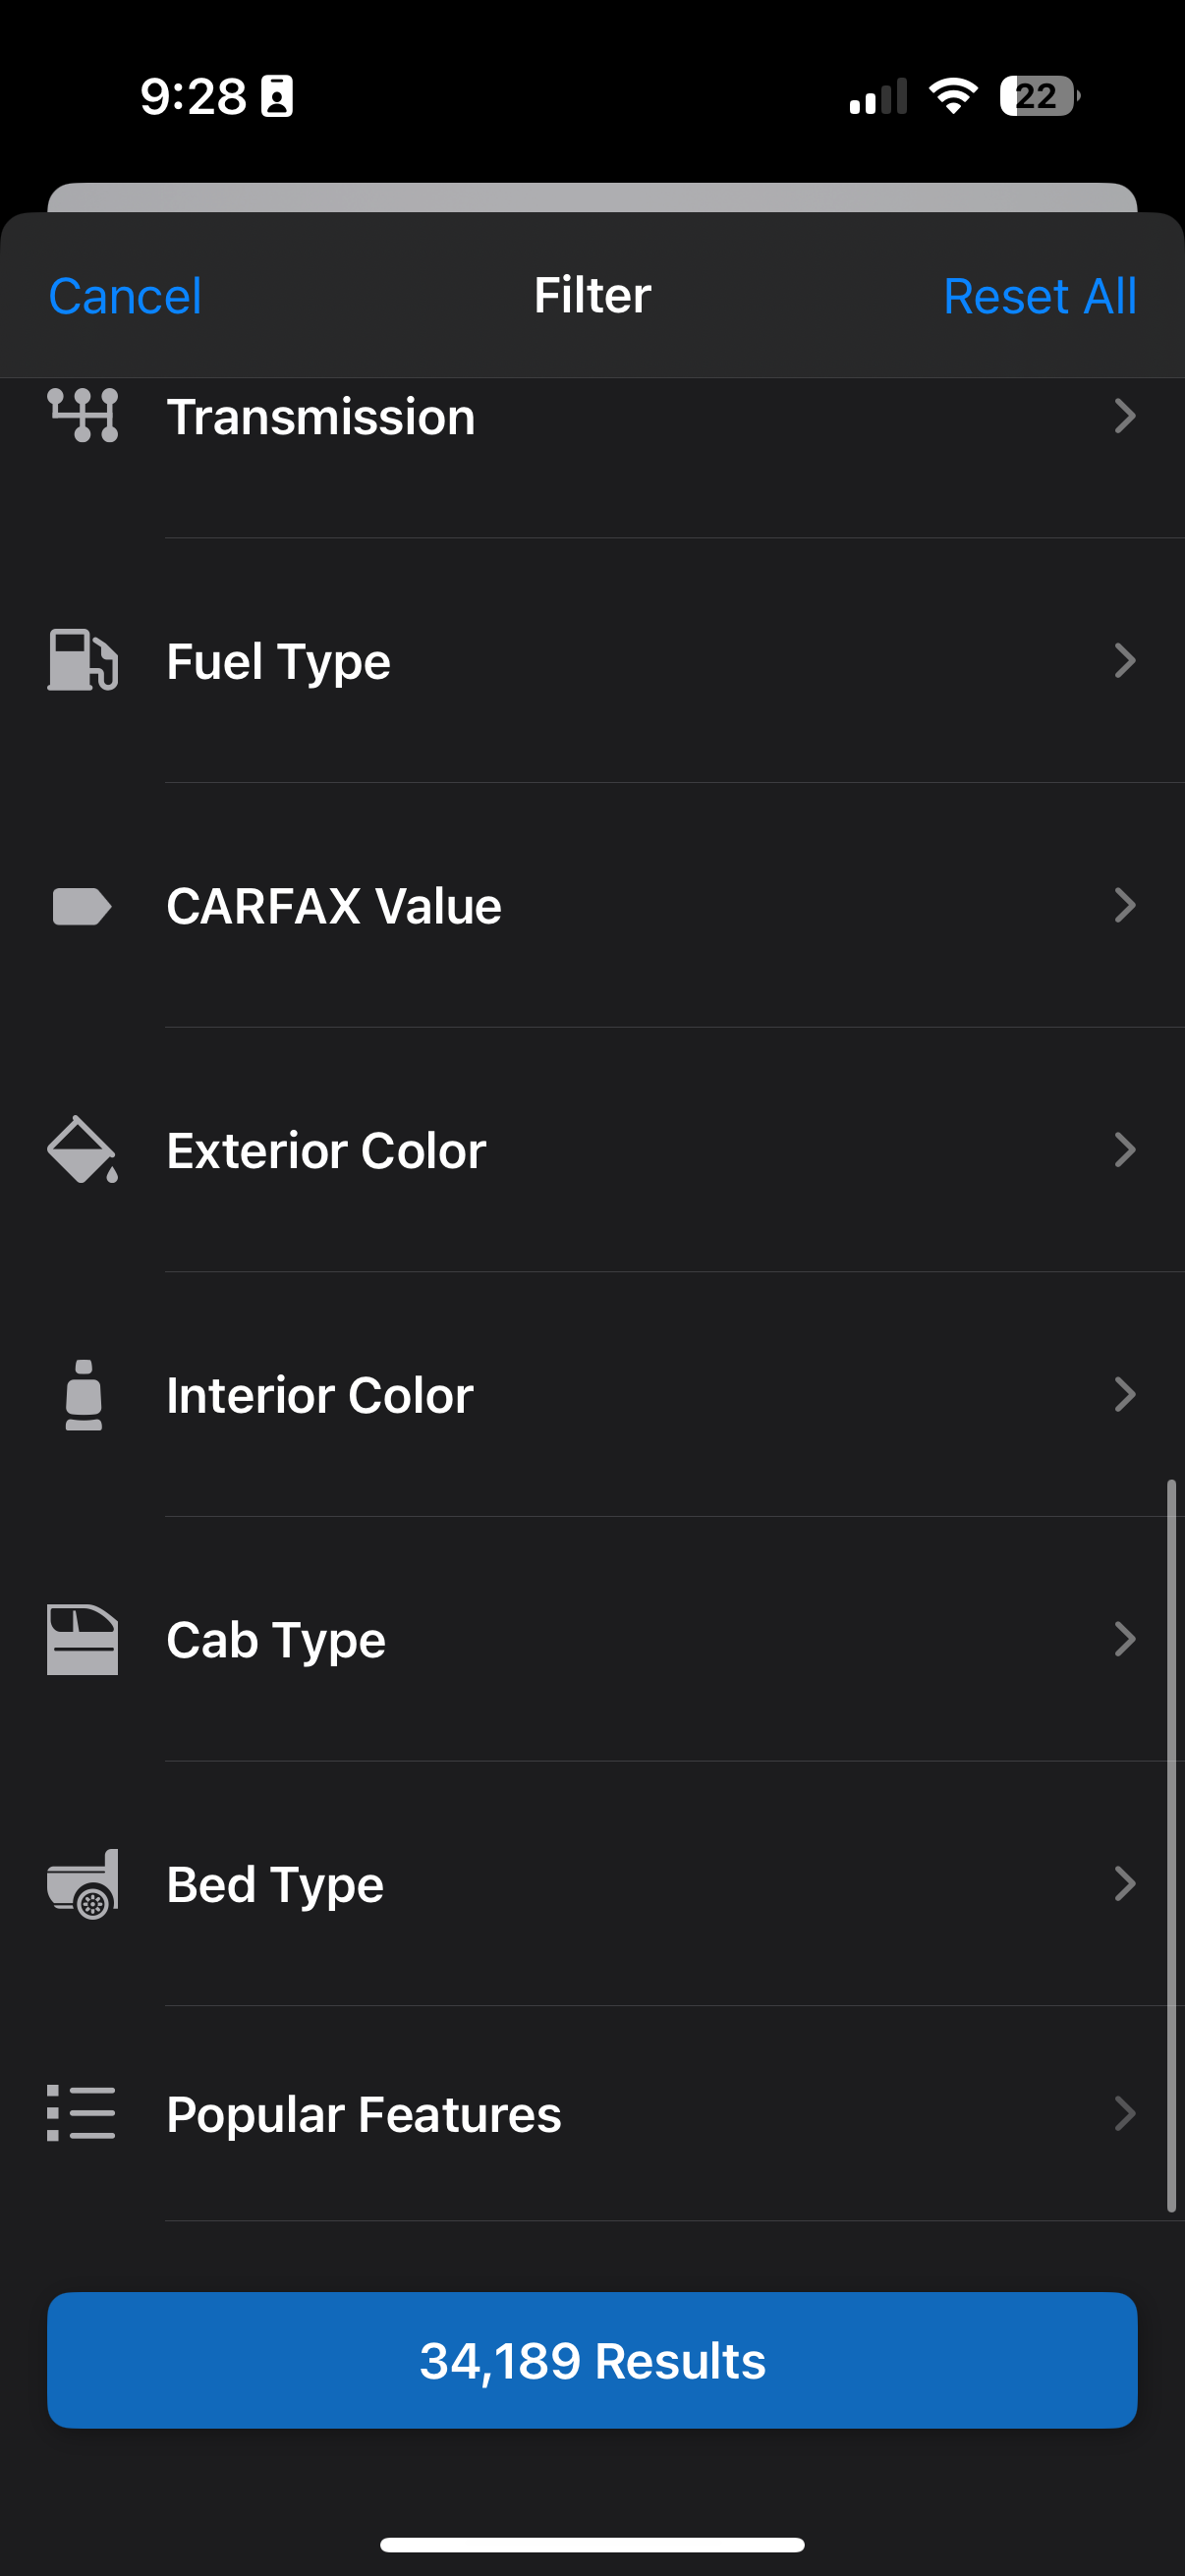 9:28
22
Cancel
Filter
Reset All
Transmission
Fuel Type
CARFAX Value
Exterior Color
Interior Color
Cab Type
Bed Type
Popular Features
34,189 Results